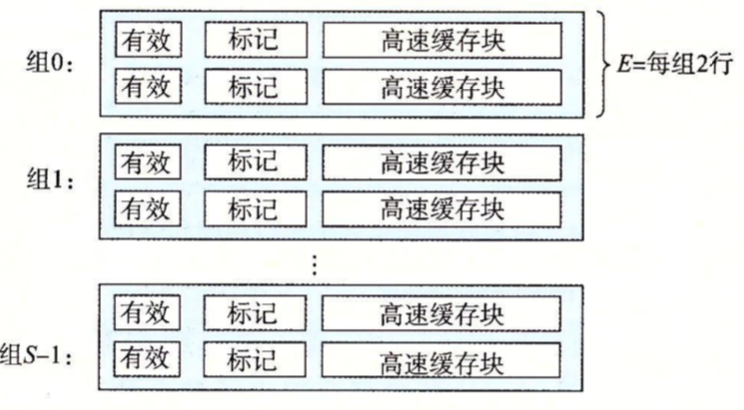 组0：
有效 标记 高速缓存块
有效 标记 高速缓存块
E=每组2行
组1：
有效 标记 高速缓存块
有效 标记 高速缓存块
⋮
组S-1：
有效 标记 高速缓存块
有效 标记 高速缓存块